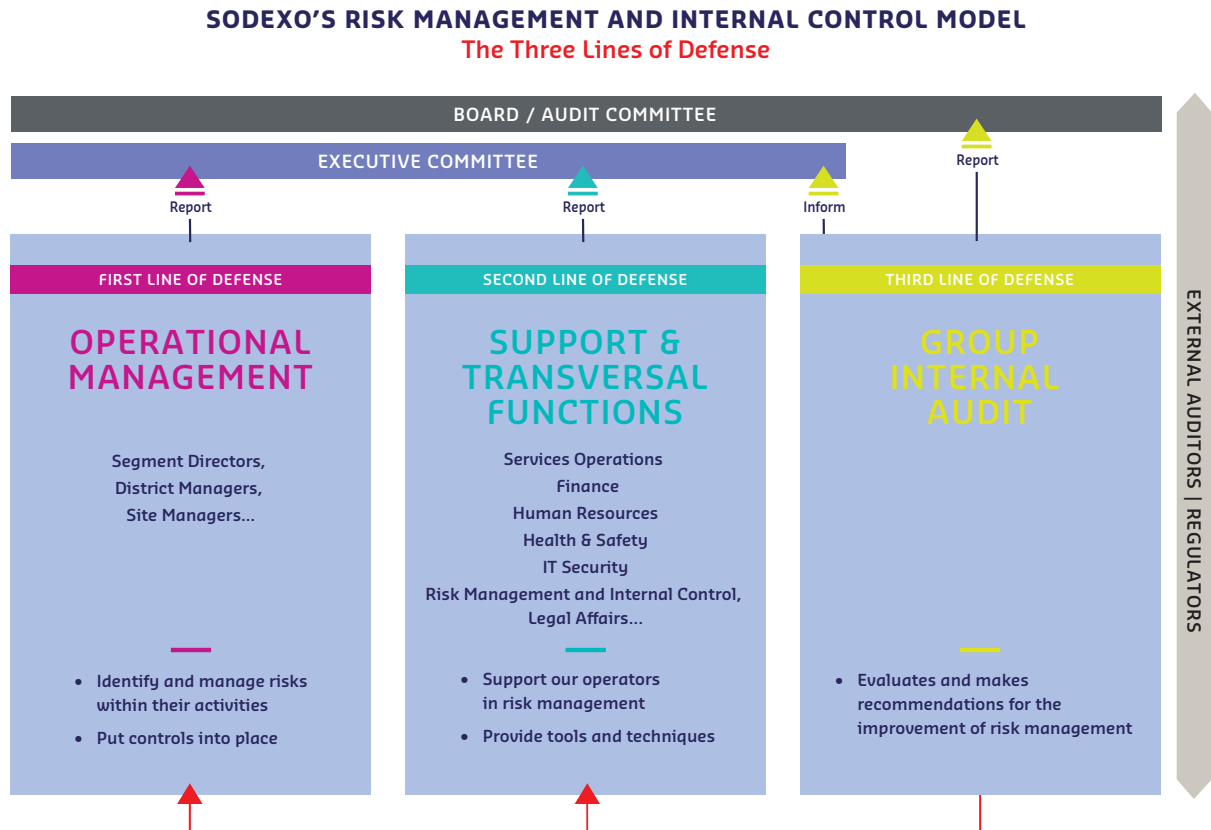 SODEXO'S RISK MANAGEMENT AND INTERNAL CONTROL MODEL
The Three Lines of Defense
BOARD / AUDIT COMMITTEE
EXECUTIVE COMMITTEE
Report
Report
Report
Inform
FIRST LINE OF DEFENSE
OPERATIONAL
MANAGEMENT
Segment Directors,
District Managers,
Site Managers...
• Identify and manage risks
within their activities
• Put controls into place
SECOND LINE OF DEFENSE
SUPPORT &
TRANSVERSAL
FUNCTIONS
Services Operations
Finance
Human Resources
Health & Safety
IT Security
Risk Management and Internal Control,
Legal Affairs...
• Support our operators
in risk management
• Provide tools and techniques
THIRD LINE OF DEFENSE
GROUP
INTERNAL
AUDIT
• Evaluates and makes
recommendations for the
improvement of risk management
EXTERNAL AUDITORS | REGULATORS